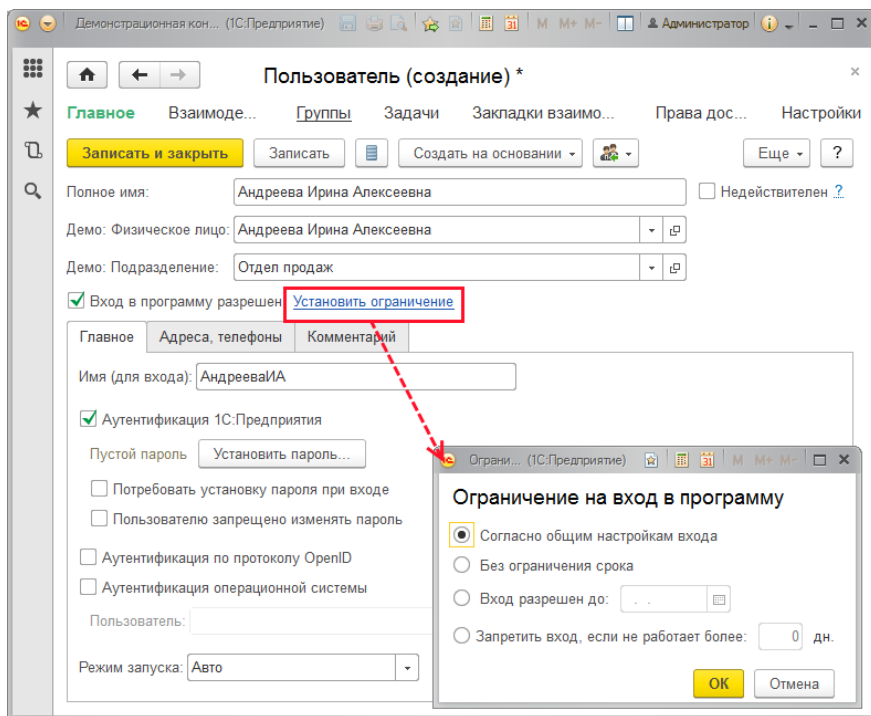 Демонстрационная кон... (1С:Предприятие) M M+ M- Администратор
Пользователь (создание) *
Главное Взаимоде... Группы Задачи Закладки взаимо... Права дос... Настройки
Записать и закрыть Записать Создать на основании Еще ?
Полное имя: Андреева Ирина Алексеевна Недействителен ?
Демо: Физическое лицо: Андреева Ирина Алексеевна
Демо: Подразделение: Отдел продаж
Вход в программу разрешен Установить ограничение
Главное Адреса, телефоны Комментарий
Имя (для входа): АндрееваИА
Аутентификация 1С:Предприятия
Пустой пароль Установить пароль...
Потребовать установку пароля при входе
Пользователю запрещено изменять пароль
Аутентификация по протоколу OpenID
Аутентификация операционной системы
Пользователь:
Режим запуска: Авто
Ограни... (1С:Предприятие) 31 M M+ M-
Ограничение на вход в программу
Согласно общим настройкам входа
Без ограничения срока
Вход разрешен до: . .
Запретить вход, если не работает более: 0 дн.
ОК Отмена